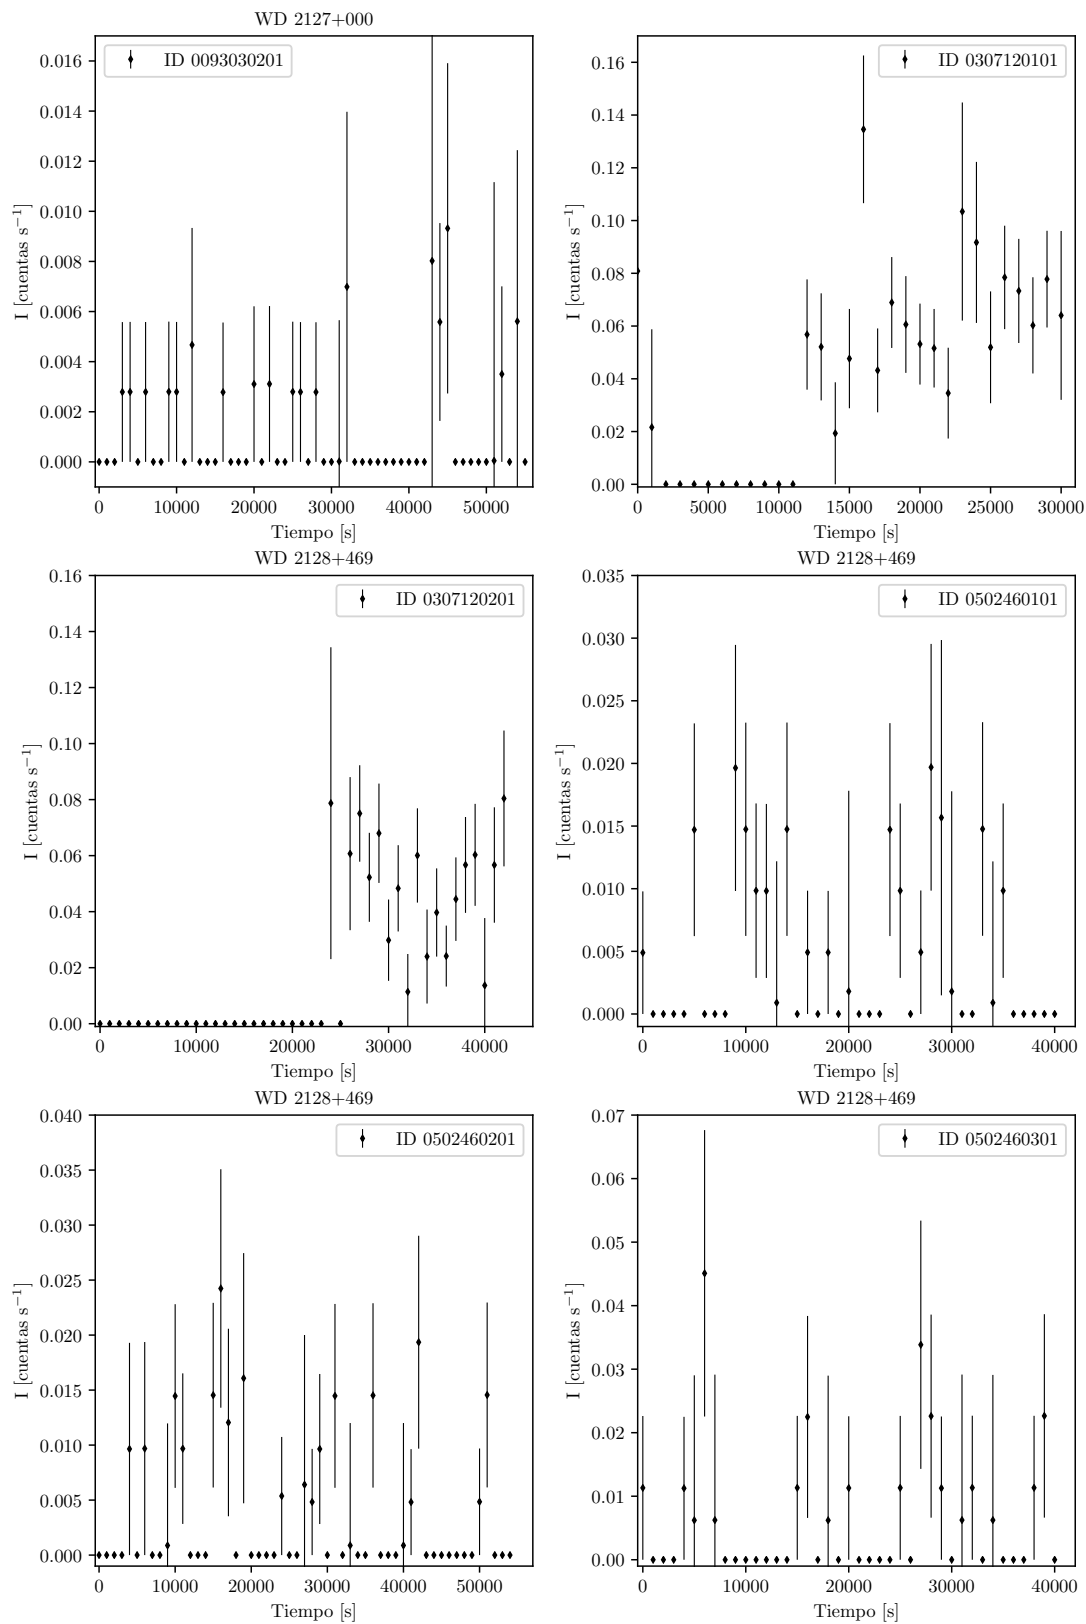 WD 2127+000
ID 0093030201
I [cuentas s⁻¹]
0.016
0.014
0.012
0.010
0.008
0.006
0.004
0.002
0.000
0 10000 20000 30000 40000 50000
Tiempo [s]
ID 0307120101
I [cuentas s⁻¹]
0.16
0.14
0.12
0.10
0.08
0.06
0.04
0.02
0.00
0 5000 10000 15000 20000 25000 30000
Tiempo [s]
WD 2128+469
ID 0307120201
I [cuentas s⁻¹]
0.16
0.14
0.12
0.10
0.08
0.06
0.04
0.02
0.00
0 10000 20000 30000 40000
Tiempo [s]
WD 2128+469
ID 0502460101
I [cuentas s⁻¹]
0.035
0.030
0.025
0.020
0.015
0.010
0.005
0.000
0 10000 20000 30000 40000
Tiempo [s]
WD 2128+469
ID 0502460201
I [cuentas s⁻¹]
0.040
0.035
0.030
0.025
0.020
0.015
0.010
0.005
0.000
0 10000 20000 30000 40000 50000
Tiempo [s]
WD 2128+469
ID 0502460301
I [cuentas s⁻¹]
0.07
0.06
0.05
0.04
0.03
0.02
0.01
0.00
0 10000 20000 30000 40000
Tiempo [s]